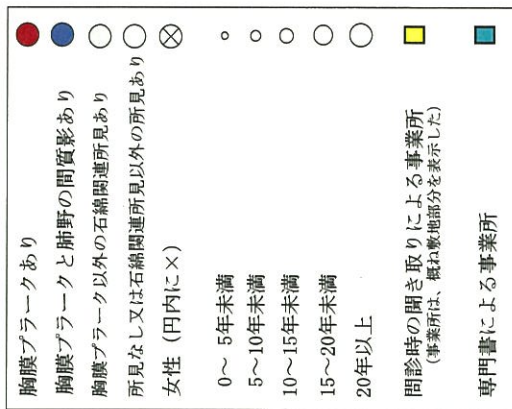 胸膜プラークあり
胸膜プラークと肺野の間質影あり
胸膜プラーク以外の石綿関連所見あり
所見なし又は石綿関連所見以外の所見あり
女性（円内に×）
0～ 5年未満
5～10年未満
10～15年未満
15～20年未満
20年以上
問診時の聞き取りによる事業所
(事業所は、概ね敷地部分を表示した)
専門書による事業所